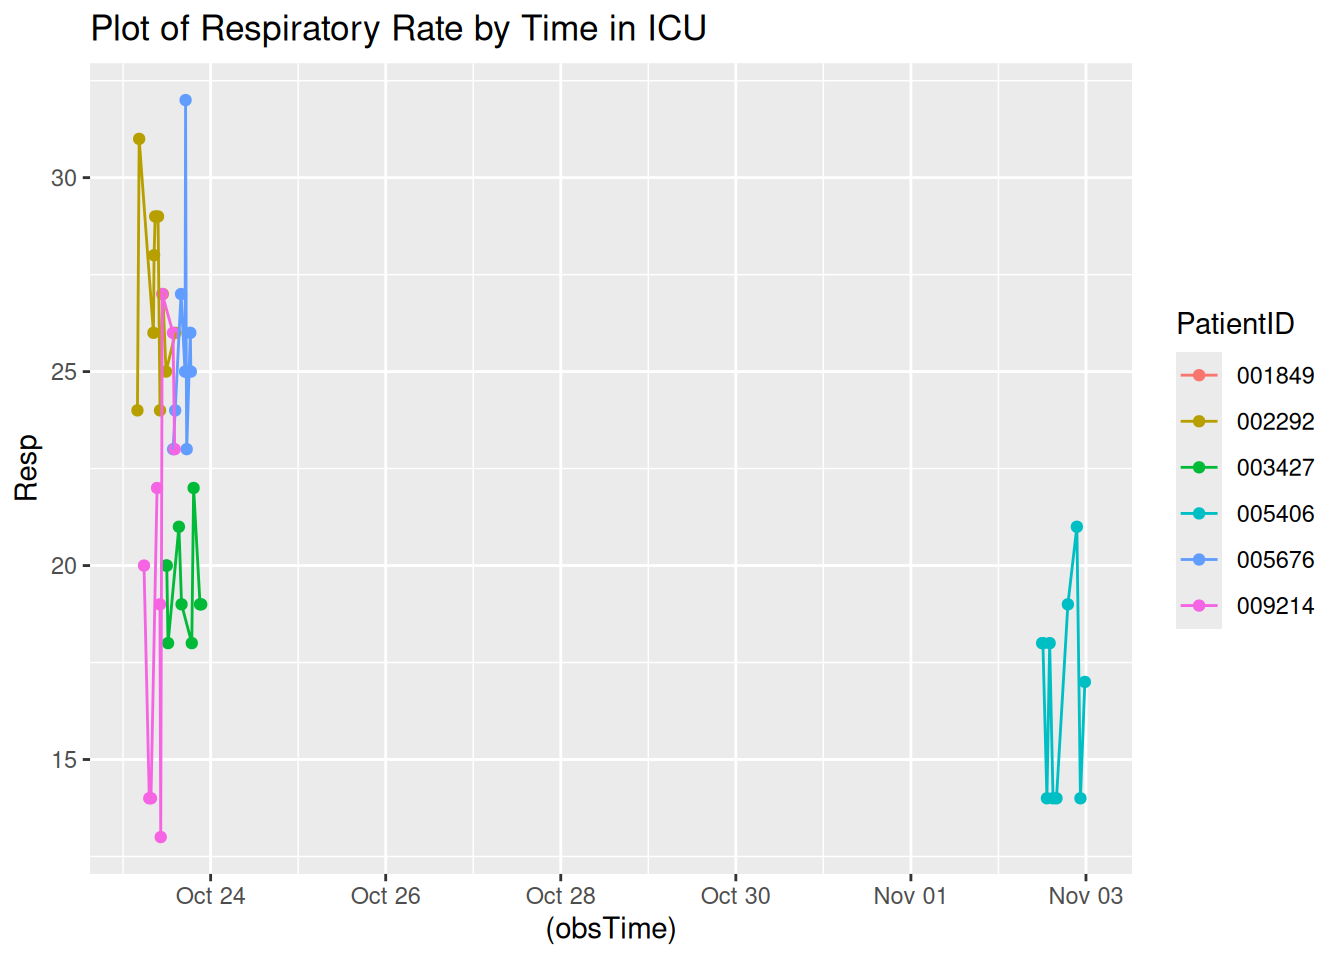 Plot of Respiratory Rate by Time in ICU
30
25
20
15
Resp
Oct 24 Oct 26 Oct 28 Oct 30 Nov 01 Nov 03
(obsTime)
PatientID
001849
002292
003427
005406
005676
009214